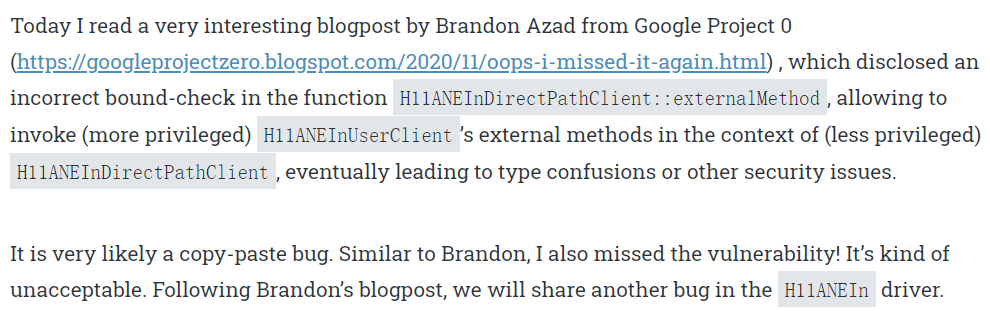 Today I read a very interesting blogpost by Brandon Azad from Google Project 0
(https://googleprojectzero.blogspot.com/2020/11/oops-i-missed-it-again.html) , which disclosed an
incorrect bound-check in the function H11ANEInDirectPathClient::externalMethod , allowing to
invoke (more privileged) H11ANEInUserClient ’s external methods in the context of (less privileged)
H11ANEInDirectPathClient , eventually leading to type confusions or other security issues.
It is very likely a copy-paste bug. Similar to Brandon, I also missed the vulnerability! It’s kind of
unacceptable. Following Brandon’s blogpost, we will share another bug in the H11ANEIn driver.